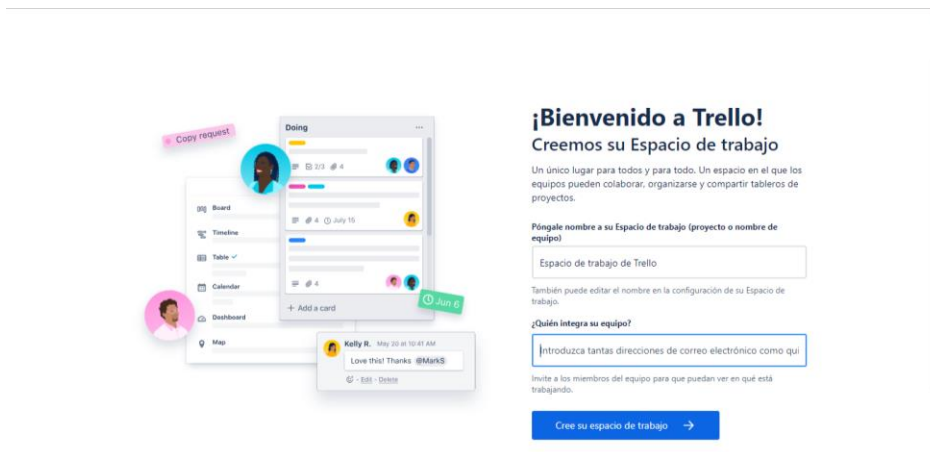 Copy request
Doing
2/3 4
4 July 15
4
+ Add a card
Jun 6
Board
Timeline
Table
Calendar
Dashboard
Map
Kelly R. May 20 at 10:41 AM
Love this! Thanks @MarkS
- Edit - Delete
¡Bienvenido a Trello!
Creemos su Espacio de trabajo
Un único lugar para todos y para todo. Un espacio en el que los
equipos pueden colaborar, organizarse y compartir tableros de
proyectos.
Póngale nombre a su Espacio de trabajo (proyecto o nombre de
equipo)
Espacio de trabajo de Trello
También puede editar el nombre en la configuración de su Espacio de
trabajo.
¿Quién integra su equipo?
Introduzca tantas direcciones de correo electrónico como qui
Invite a los miembros del equipo para que puedan ver en qué está
trabajando.
Cree su espacio de trabajo →